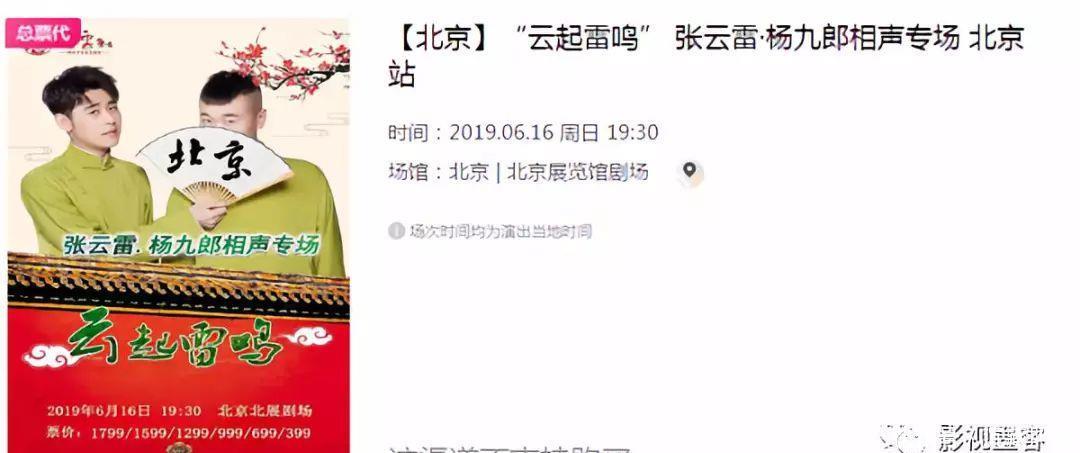 总票代
北京
张云雷.杨九郎相声专场
云起雷鸣
2019年6月16日 19:30 北京北展剧场
票价：1799/1599/1299/999/699/399
【北京】“云起雷鸣” 张云雷·杨九郎相声专场 北京
站
时间：2019.06.16 周日 19:30
场馆：北京 | 北京展览馆剧场
场次时间均为演出当地时间